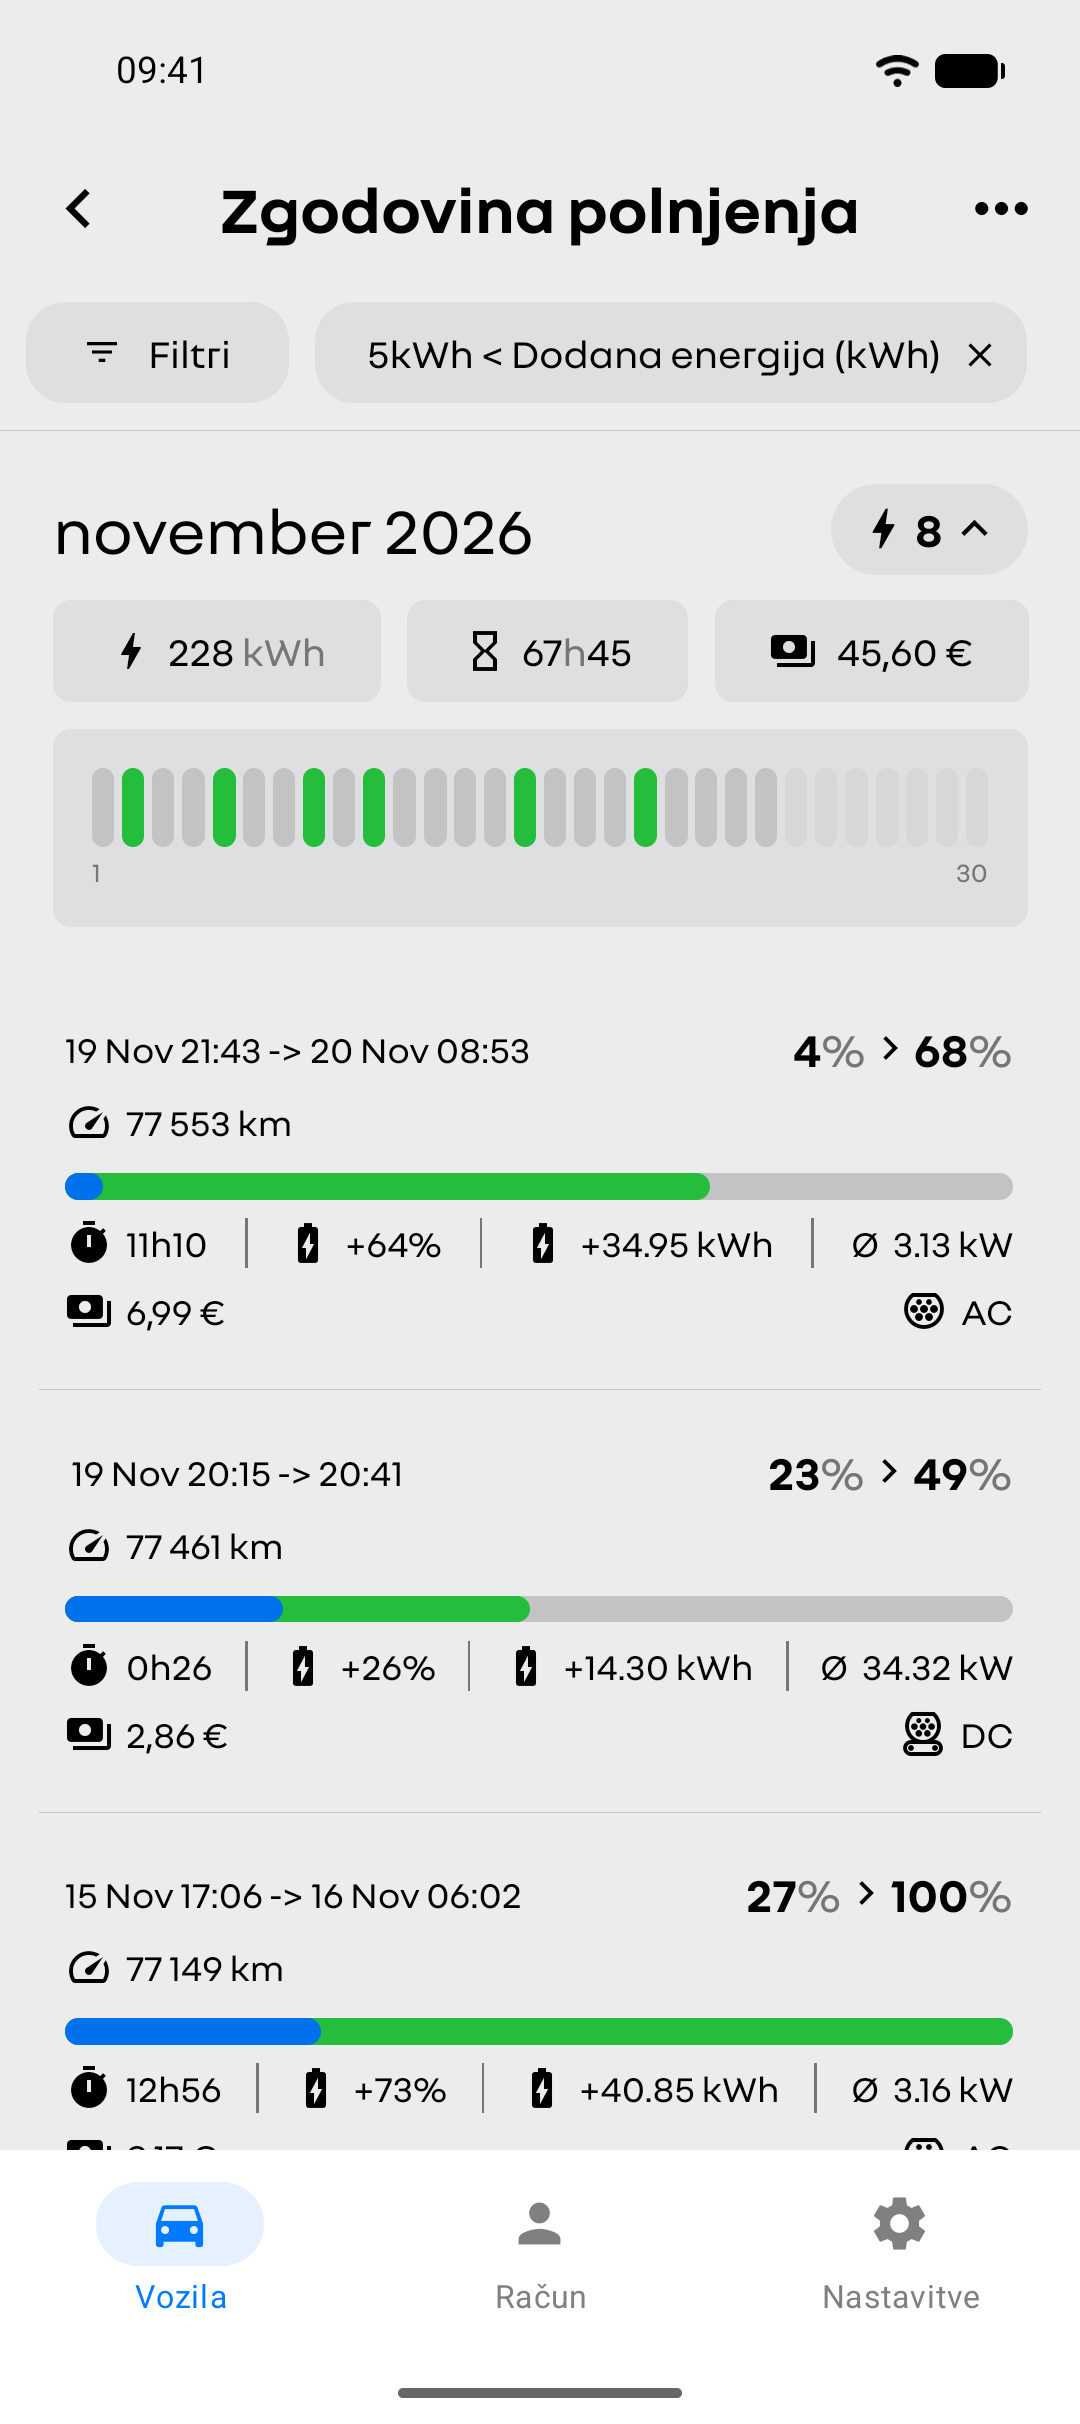 09:41
Zgodovina polnjenja
Filtri
5kWh < Dodana energija (kWh)
november 2026
8
228 kWh
67h45
45,60 €
1
30
19 Nov 21:43 -> 20 Nov 08:53
4% > 68%
77 553 km
11h10
+64%
+34.95 kWh
Ø 3.13 kW
6,99 €
AC
19 Nov 20:15 -> 20:41
23% > 49%
77 461 km
0h26
+26%
+14.30 kWh
Ø 34.32 kW
2,86 €
DC
15 Nov 17:06 -> 16 Nov 06:02
27% > 100%
77 149 km
12h56
+73%
+40.85 kWh
Ø 3.16 kW
Vozila
Račun
Nastavitve